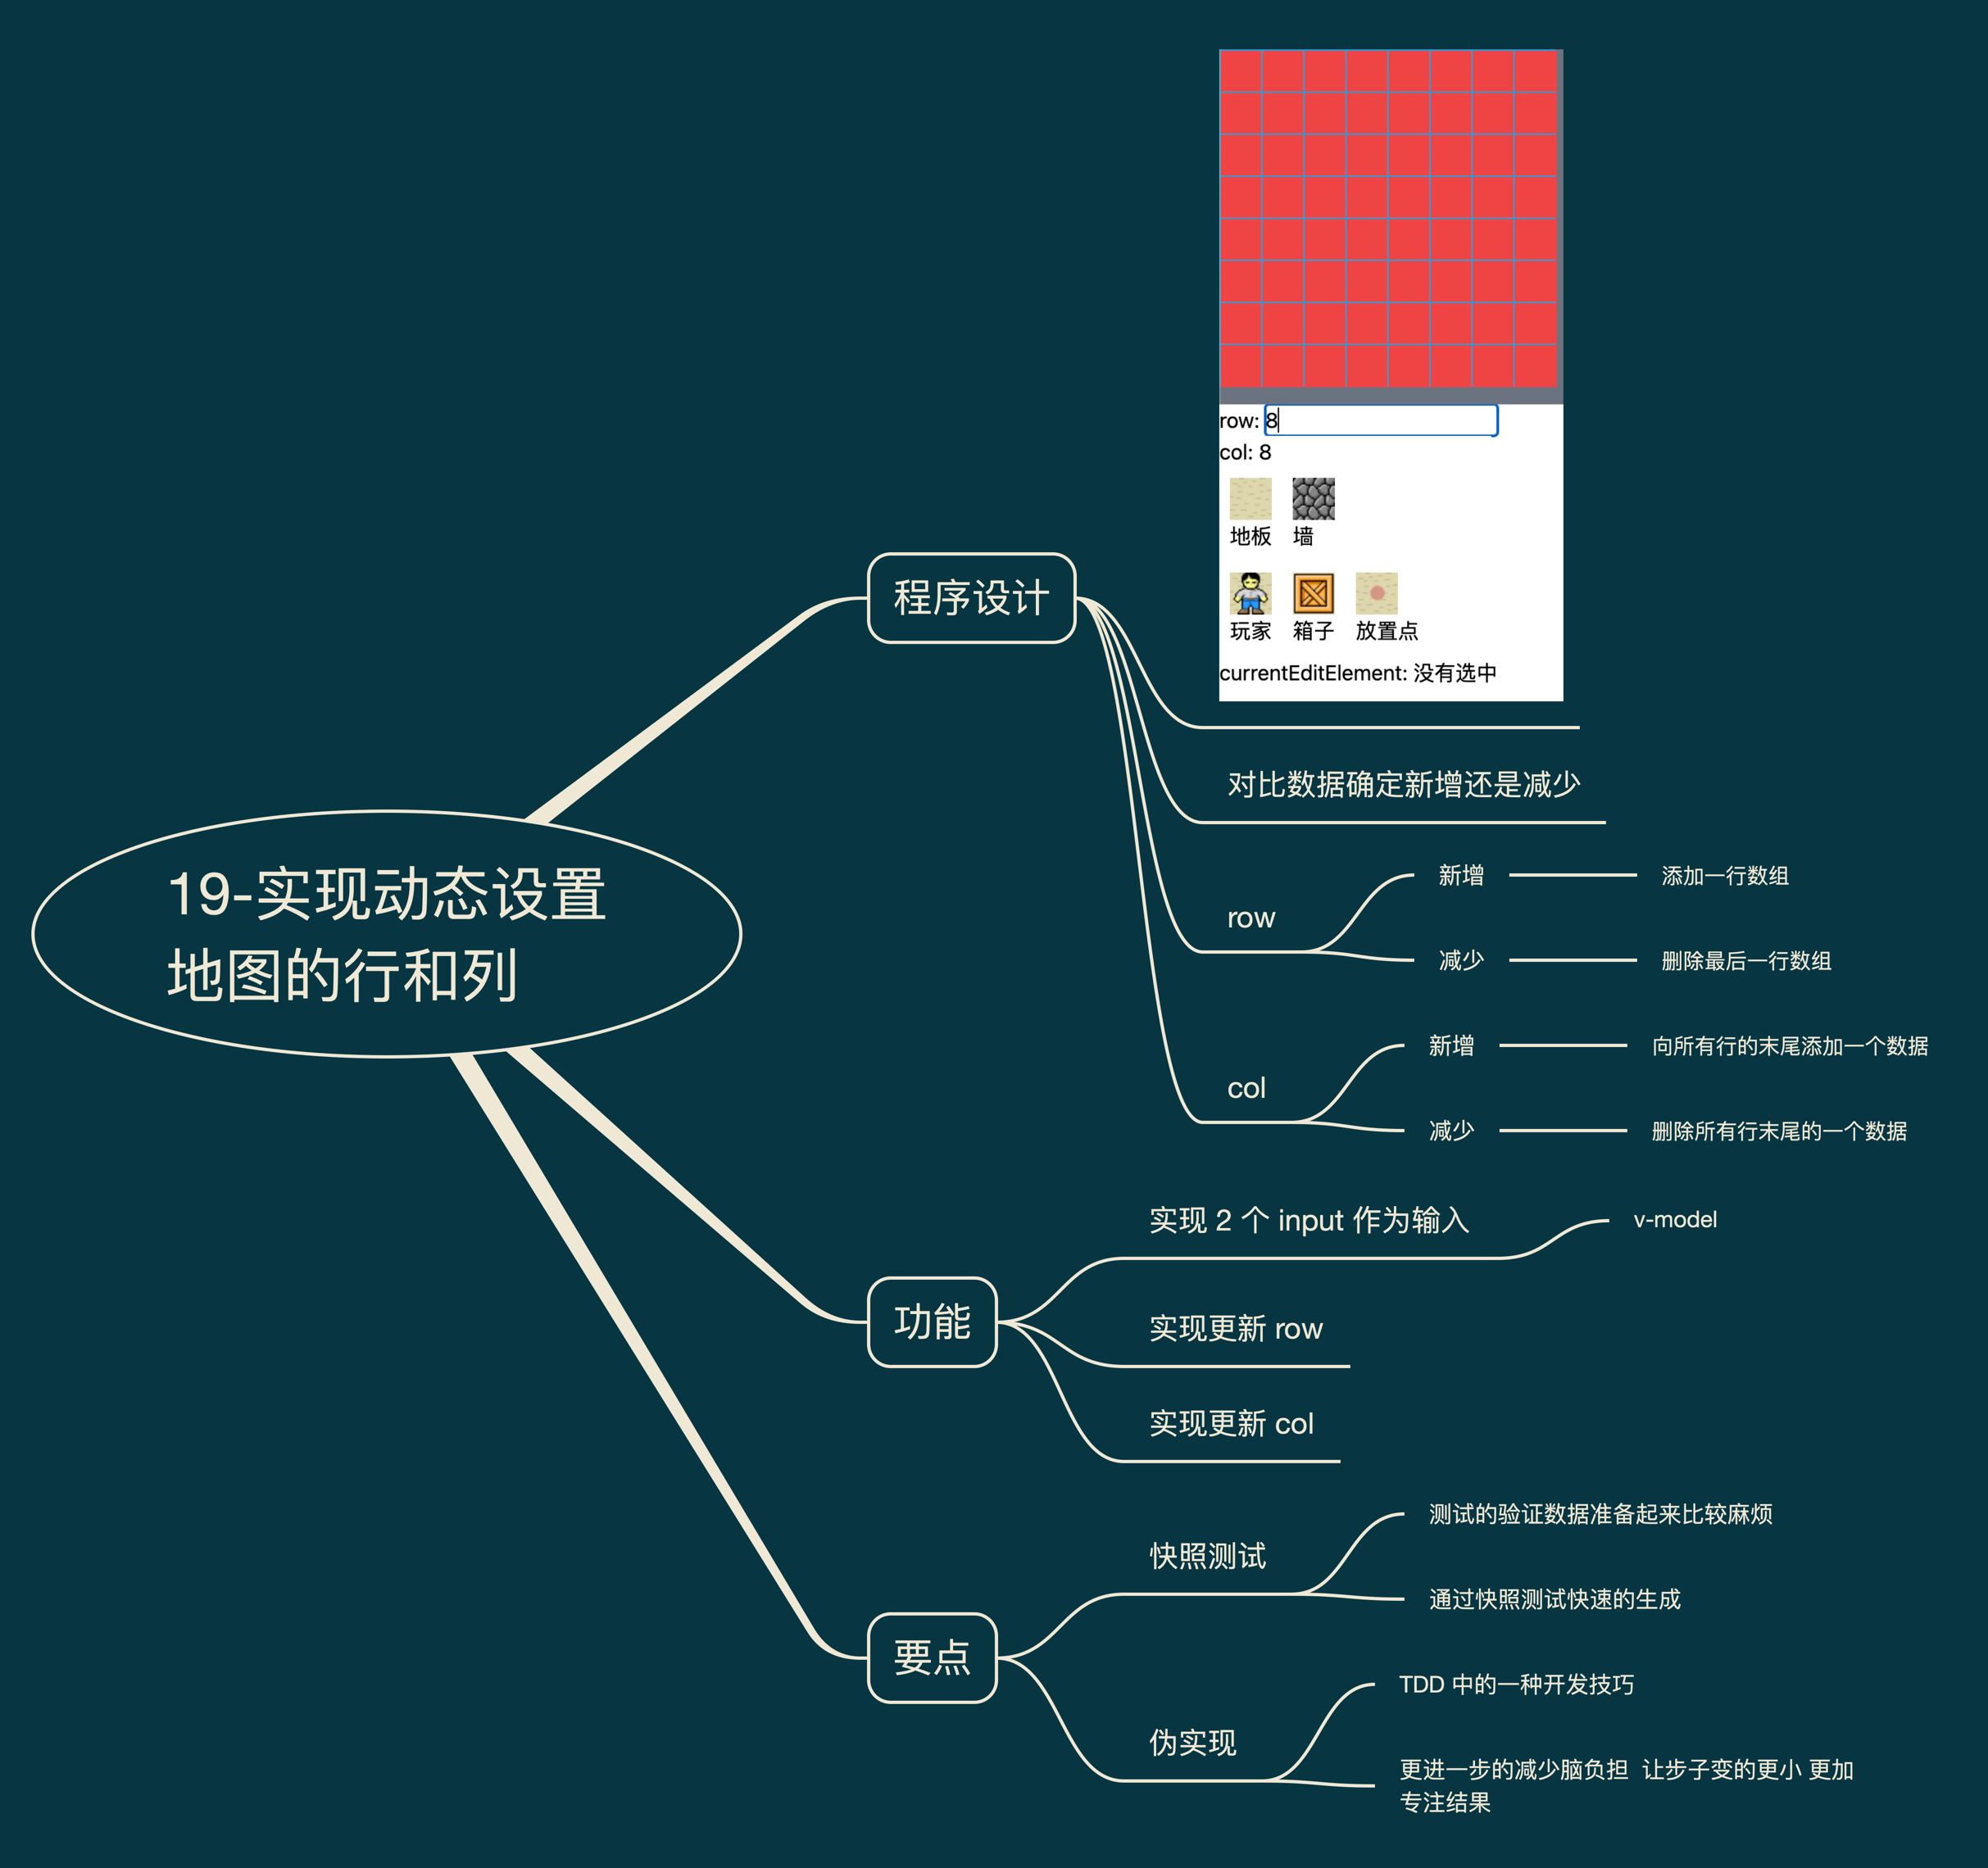 19-实现动态设置
地图的行和列
程序设计
row: 8
col: 8
地板 墙
玩家 箱子 放置点
currentEditElement: 没有选中
对比数据确定新增还是减少
row
新增
添加一行数组
减少
删除最后一行数组
col
新增
向所有行的末尾添加一个数据
减少
删除所有行末尾的一个数据
功能
实现 2 个 input 作为输入
v-model
实现更新 row
实现更新 col
要点
快照测试
测试的验证数据准备起来比较麻烦
通过快照测试快速的生成
伪实现
TDD 中的一种开发技巧
更进一步的减少脑负担 让步子变的更小 更加
专注结果